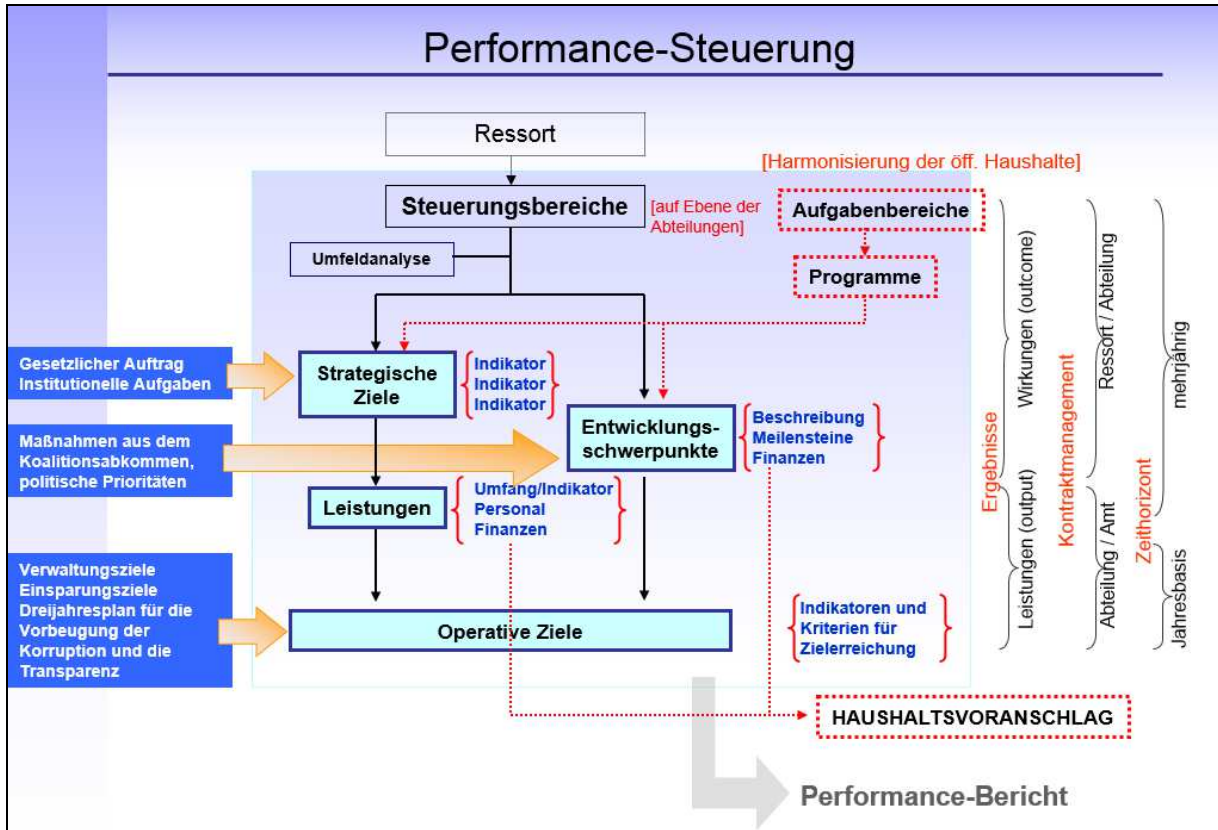 Performance-Steuerung
Ressort
[Harmonisierung der öff. Haushalte]
Steuerungsbereiche
[auf Ebene der
Abteilungen]
Aufgabenbereiche
Umfeldanalyse
Programme
Gesetzlicher Auftrag
Institutionelle Aufgaben
Strategische
Ziele
Indikator
Indikator
Indikator
Maßnahmen aus dem
Koalitionsabkommen,
politische Prioritäten
Entwicklungs-
schwerpunkte
Beschreibung
Meilensteine
Finanzen
Leistungen
Umfang/Indikator
Personal
Finanzen
Verwaltungsziele
Einsparungsziele
Dreijahresplan für die
Vorbeugung der
Korruption und die
Transparenz
Operative Ziele
Indikatoren und
Kriterien für
Zielerreichung
Ergebnisse
Wirkungen (outcome)
Leistungen (output)
Kontraktmanagement
Ressort / Abteilung
Abteilung / Amt
Zeithorizont
mehrjährig
Jahresbasis
HAUSHALTSVORANSCHLAG
Performance-Bericht